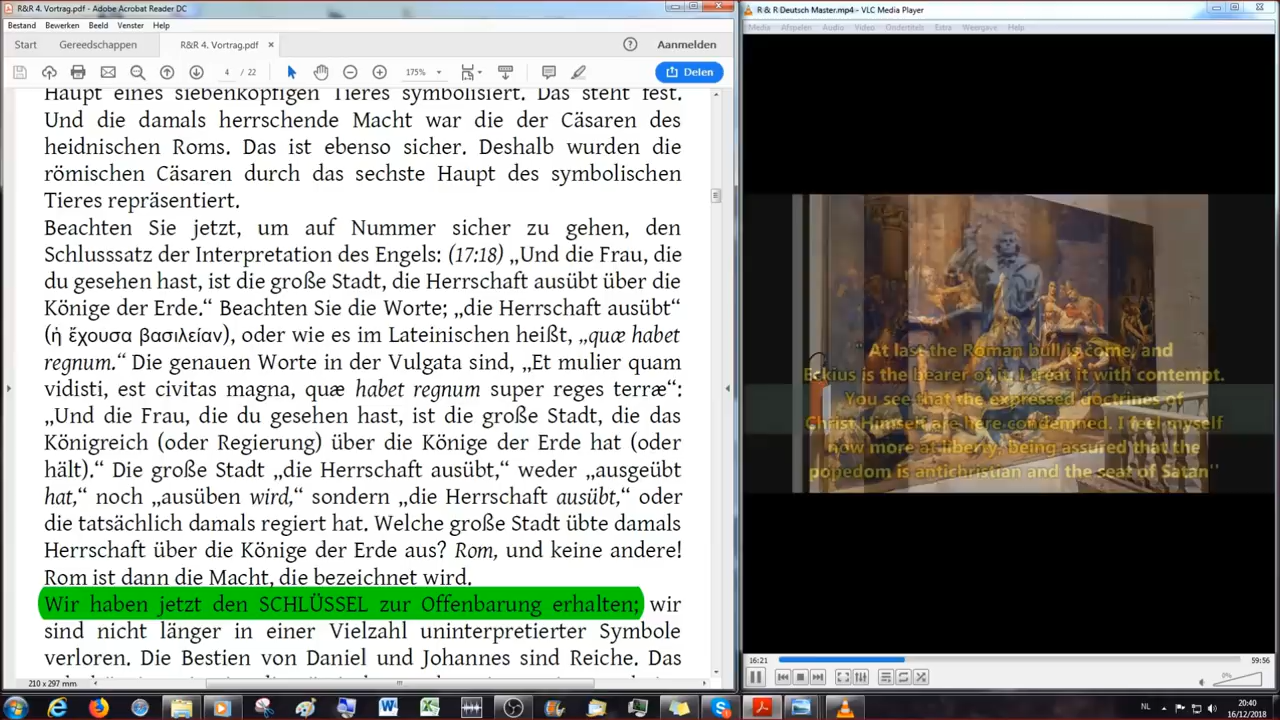 R&R 4. Vortrag.pdf - Adobe Acrobat Reader DC
Bestand Bewerken Beeld Venster Help
Start Gereedschappen R&R 4. Vortrag.pdf × Aanmelden
4 / 22 175% Delen
Haupt eines siebenköpfigen Tieres symbolisiert. Das steht fest.
Und die damals herrschende Macht war die der Cäsaren des
heidnischen Roms. Das ist ebenso sicher. Deshalb wurden die
römischen Cäsaren durch das sechste Haupt des symbolischen
Tieres repräsentiert.
Beachten Sie jetzt, um auf Nummer sicher zu gehen, den
Schlusssatz der Interpretation des Engels: (17:18) „Und die Frau, die
du gesehen hast, ist die große Stadt, die Herrschaft ausübt über die
Könige der Erde.“ Beachten Sie die Worte; „die Herrschaft ausübt“
(ἡ ἔχουσα βασιλείαν), oder wie es im Lateinischen heißt, „quæ habet
regnum.“ Die genauen Worte in der Vulgata sind, „Et mulier quam
vidisti, est civitas magna, quæ habet regnum super reges terræ“:
„Und die Frau, die du gesehen hast, ist die große Stadt, die das
Königreich (oder Regierung) über die Könige der Erde hat (oder
hält).“ Die große Stadt „die Herrschaft ausübt,“ weder „ausgeübt
hat,“ noch „ausüben wird,“ sondern „die Herrschaft ausübt,“ oder
die tatsächlich damals regiert hat. Welche große Stadt übte damals
Herrschaft über die Könige der Erde aus? Rom, und keine andere!
Rom ist dann die Macht, die bezeichnet wird.
Wir haben jetzt den SCHLÜSSEL zur Offenbarung erhalten; wir
sind nicht länger in einer Vielzahl uninterpretierter Symbole
verloren. Die Bestien von Daniel und Johannes sind Reiche. Das
210 x 297 mm
R & R Deutsch Master.mp4 - VLC Media Player
Media Afspelen Audio Video Ondertitels Extra Weergave Help
" At last the Roman bull is come, and
Eckius is the bearer of it. I treat it with contempt.
You see that the expressed doctrines of
Christ Himself are here condemned. I feel myself
now more at liberty, being assured that the
popedom is antichristian and the seat of Satan''
16:21 59:56
0%
NL 20:40
16/12/2018